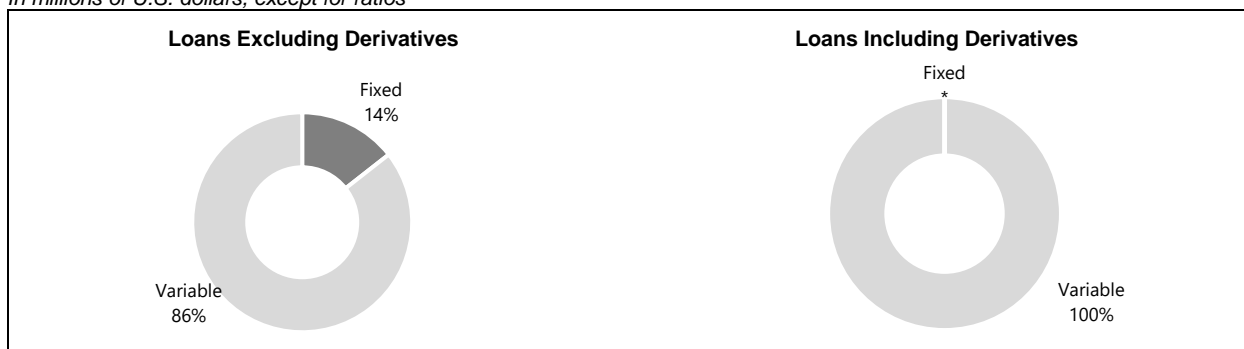 In millions of U.S. dollars, except for ratios
Loans Excluding Derivatives
Fixed
14%
Variable
86%
Loans Including Derivatives
Fixed
*
Variable
100%